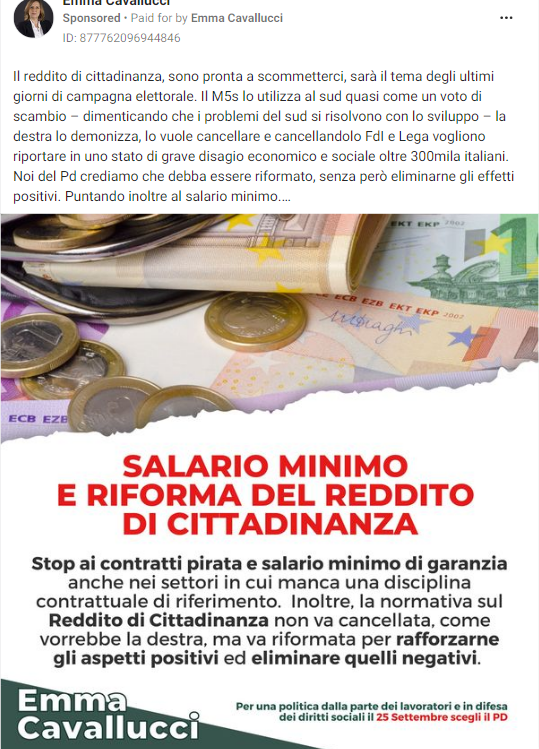 Emma Cavallucci
Sponsored • Paid for by Emma Cavallucci
ID: 877762096944846
Il reddito di cittadinanza, sono pronta a scommetterci, sarà il tema degli ultimi
giorni di campagna elettorale. Il M5s lo utilizza al sud quasi come un voto di
scambio – dimenticando che i problemi del sud si risolvono con lo sviluppo – la
destra lo demonizza, lo vuole cancellare e cancellandolo FdI e Lega vogliono
riportare in uno stato di grave disagio economico e sociale oltre 300mila italiani.
Noi del Pd crediamo che debba essere riformato, senza però eliminarne gli effetti
positivi. Puntando inoltre al salario minimo....
EKT EKP 2002
ECB EZB EKT EKP 2002
ECB EZB
SALARIO MINIMO
E RIFORMA DEL REDDITO
DI CITTADINANZA
Stop ai contratti pirata e salario minimo di garanzia
anche nei settori in cui manca una disciplina
contrattuale di riferimento. Inoltre, la normativa sul
Reddito di Cittadinanza non va cancellata, come
vorrebbe la destra, ma va riformata per rafforzarne
gli aspetti positivi ed eliminare quelli negativi.
Emma
Cavallucci
Per una politica dalla parte dei lavoratori e in difesa
dei diritti sociali il 25 Settembre scegli il PD